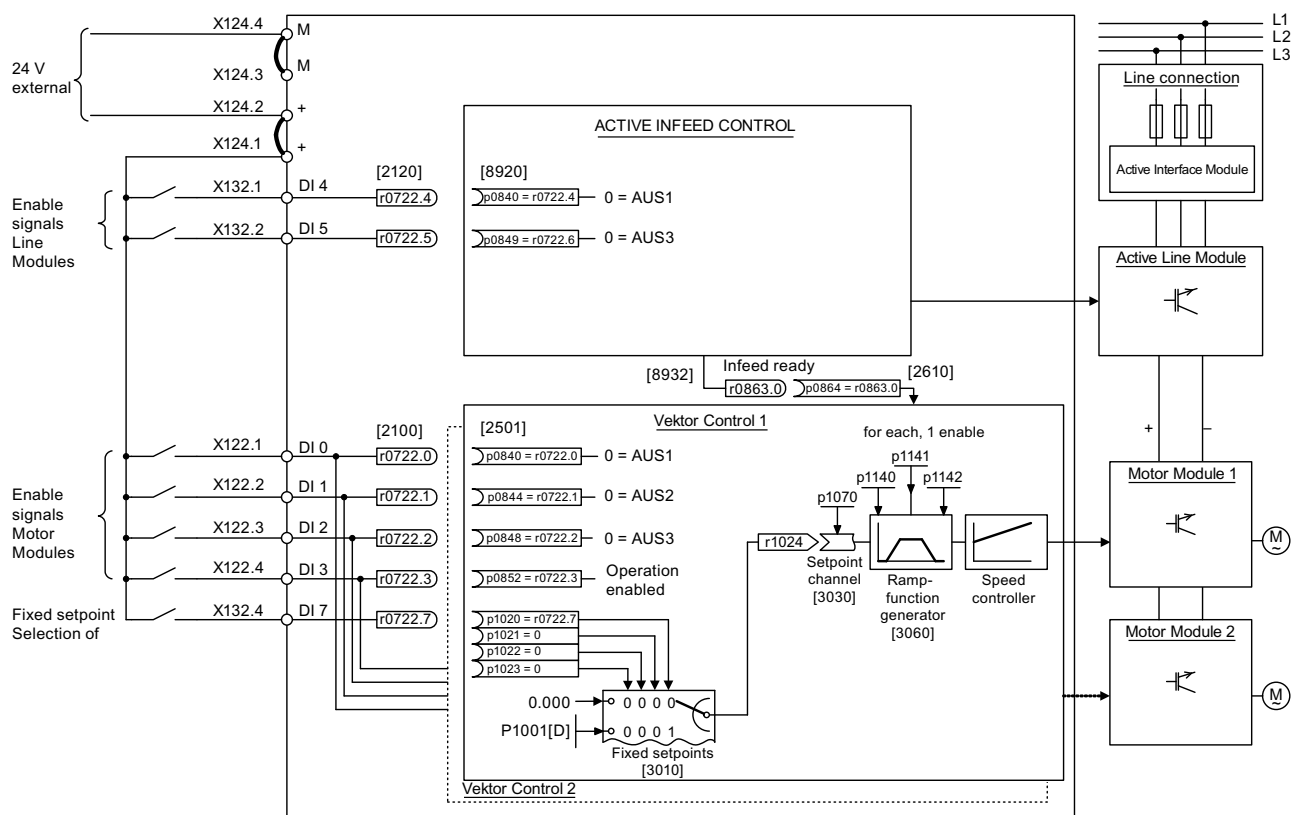 X124.4
M
24 V
external
X124.3
M
X124.2
+
X124.1
+
L1
L2
L3
Line connection
Active Interface Module
Active Line Module
ACTIVE INFEED CONTROL
[2120]
[8920]
Enable
signals
Line
Modules
X132.1
DI 4
r0722.4
p0840 = r0722.4
0 = AUS1
X132.2
DI 5
r0722.5
p0849 = r0722.6
0 = AUS3
[8932]
Infeed ready
r0863.0
p0864 = r0863.0
[2610]
Vektor Control 1
[2100]
[2501]
Enable
signals
Motor
Modules
X122.1
DI 0
r0722.0
p0840 = r0722.0
0 = AUS1
X122.2
DI 1
r0722.1
p0844 = r0722.1
0 = AUS2
X122.3
DI 2
r0722.2
p0848 = r0722.2
0 = AUS3
X122.4
DI 3
r0722.3
p0852 = r0722.3
Operation
enabled
Fixed setpoint
Selection of
X132.4
DI 7
r0722.7
p1020 = r0722.7
p1021 = 0
p1022 = 0
p1023 = 0
0.000
0 0 0 0
P1001[D]
0 0 0 1
Fixed setpoints
[3010]
Vektor Control 2
for each, 1 enable
p1141
p1140
p1142
p1070
r1024
Setpoint
channel
[3030]
Ramp-
function
generator
[3060]
Speed
controller
+
–
Motor Module 1
M
~
Motor Module 2
M
~